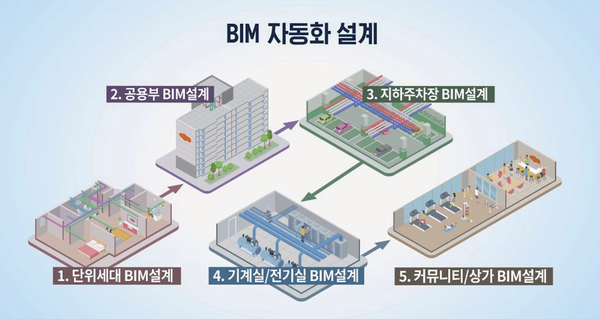 BIM 자동화 설계
1. 단위세대 BIM설계
2. 공용부 BIM설계
3. 지하주차장 BIM설계
4. 기계실/전기실 BIM설계
5. 커뮤니티/상가 BIM설계